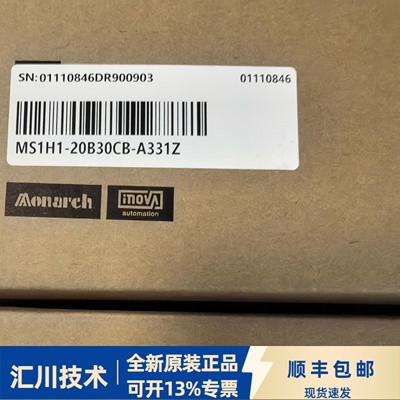 SN:01110846DR900903 01110846
MS1H1-20B30CB-A331Z
Monarch inova
automation
汇川技术 全新原装正品 顺丰包邮
可开13%专票 现货速发